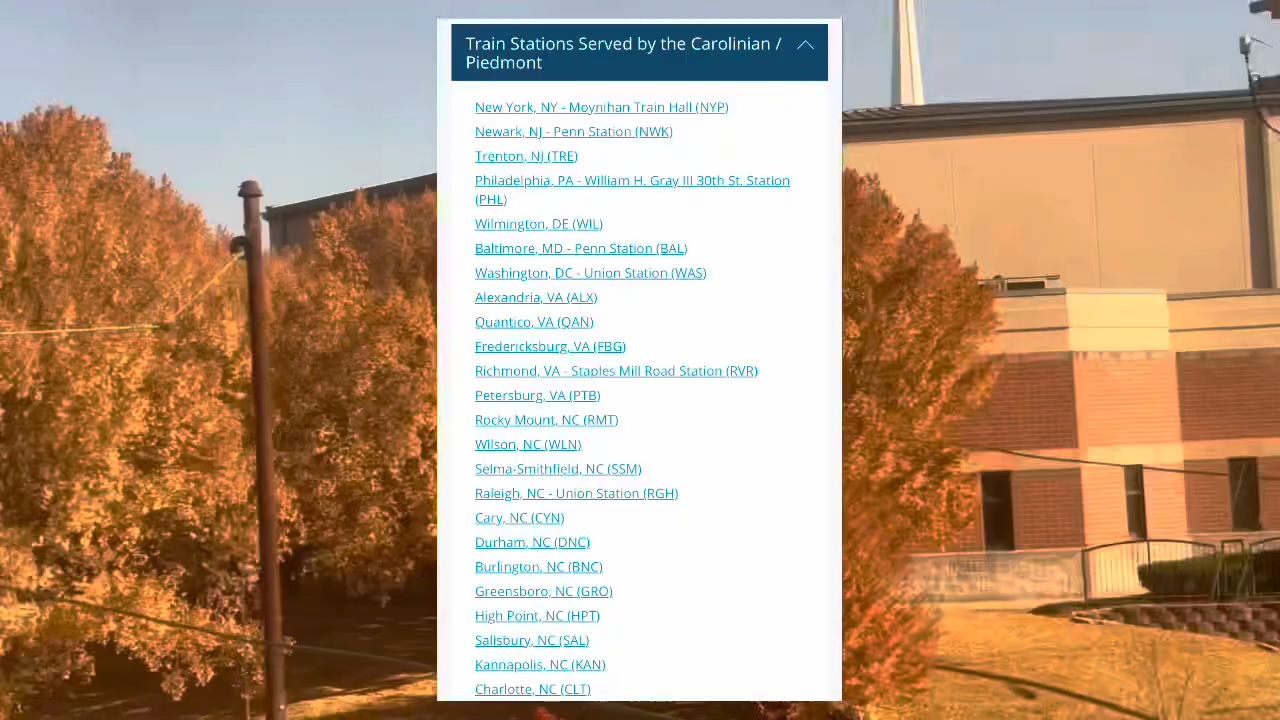 Train Stations Served by the Carolinian /
Piedmont
New York, NY - Moynihan Train Hall (NYP)
Newark, NJ - Penn Station (NWK)
Trenton, NJ (TRE)
Philadelphia, PA - William H. Gray III 30th St. Station
(PHL)
Wilmington, DE (WIL)
Baltimore, MD - Penn Station (BAL)
Washington, DC - Union Station (WAS)
Alexandria, VA (ALX)
Quantico, VA (QAN)
Fredericksburg, VA (FBG)
Richmond, VA - Staples Mill Road Station (RVR)
Petersburg, VA (PTB)
Rocky Mount, NC (RMT)
Wilson, NC (WLN)
Selma-Smithfield, NC (SSM)
Raleigh, NC - Union Station (RGH)
Cary, NC (CYN)
Durham, NC (DNC)
Burlington, NC (BNC)
Greensboro, NC (GRO)
High Point, NC (HPT)
Salisbury, NC (SAL)
Kannapolis, NC (KAN)
Charlotte, NC (CLT)